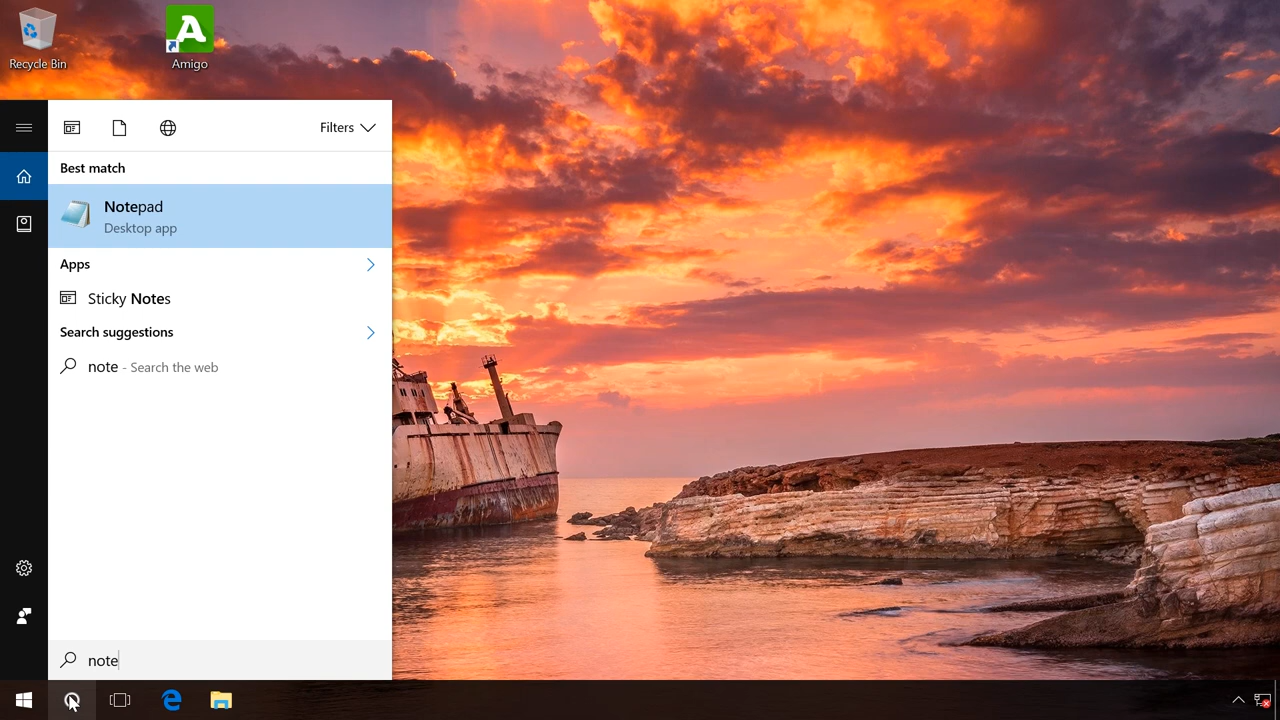 Recycle Bin
Amigo
Filters
Best match
Notepad
Desktop app
Apps
Sticky Notes
Search suggestions
note - Search the web
note